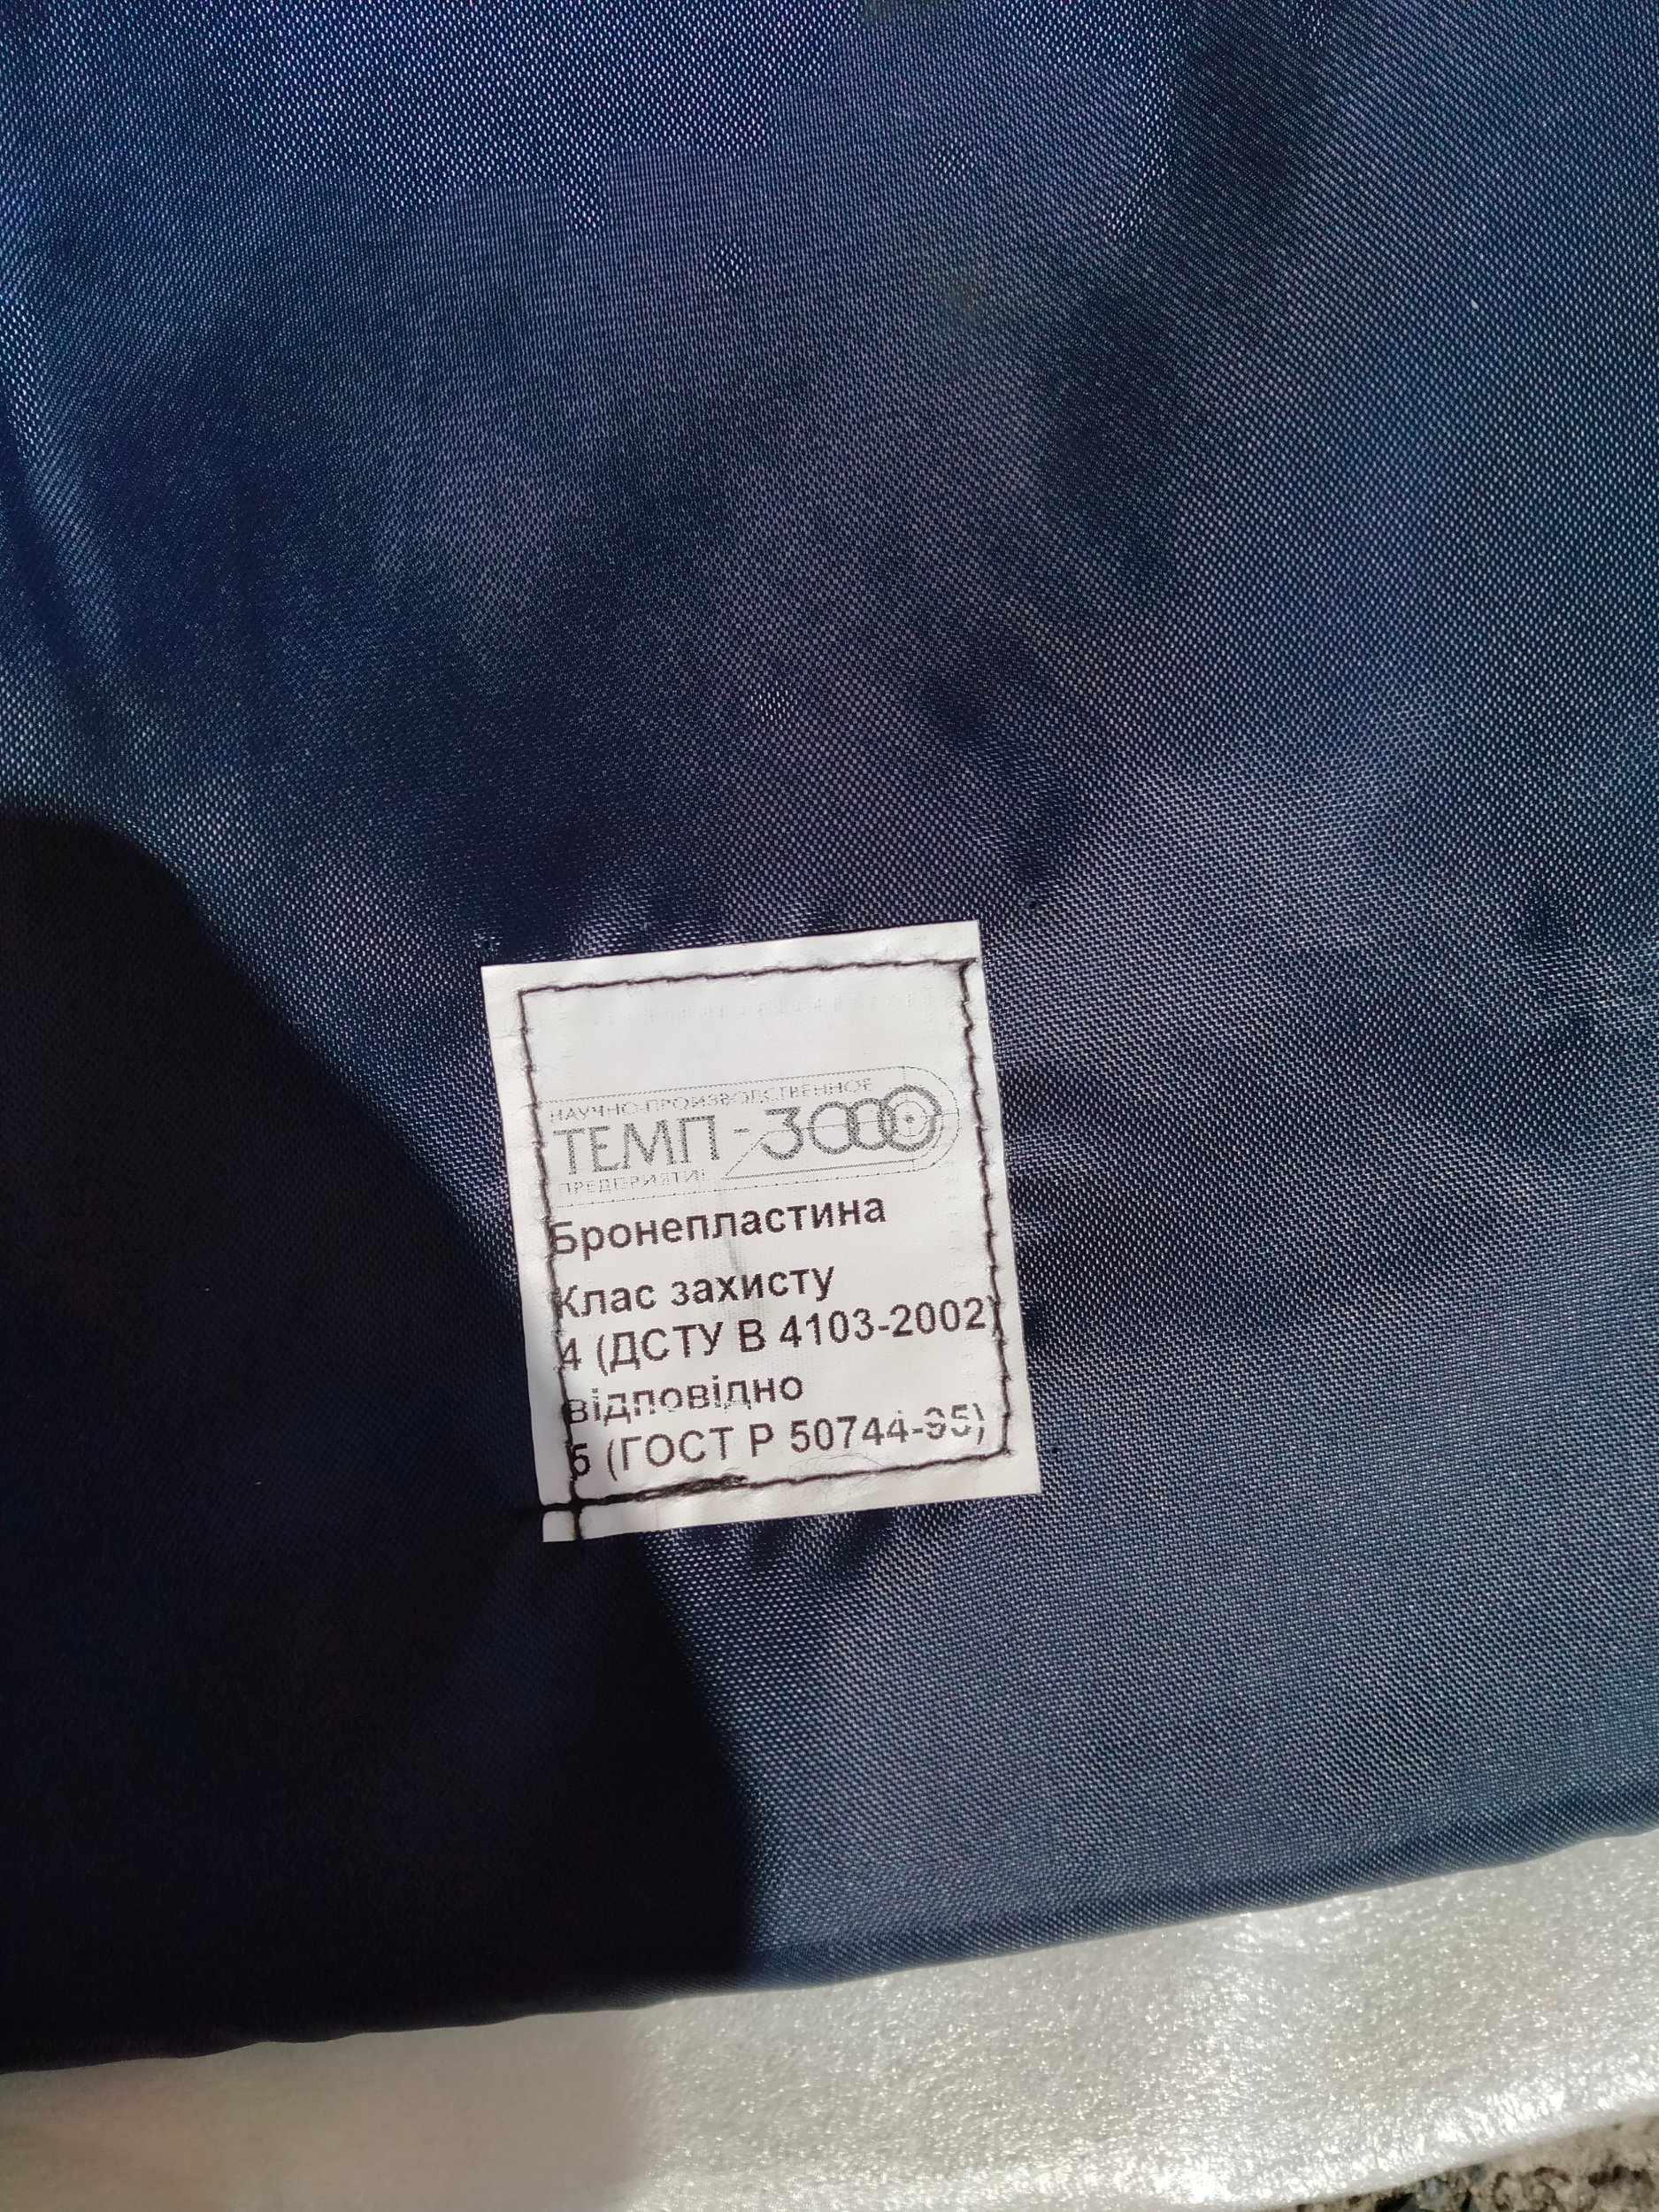 НАУЧНО-ПРОИЗВОДСТВЕННОЕ
ТЕМП-3000
ПРЕДПРИЯТИЕ
Бронепластина
Клас захисту
4 (ДСТУ В 4103-2002)
відповідно
5 (ГОСТ Р 50744-95)